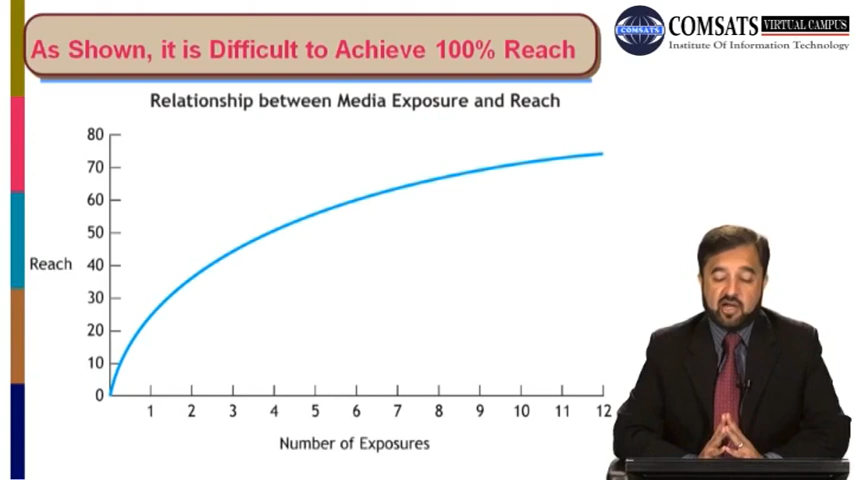 As Shown, it is Difficult to Achieve 100% Reach
COMSATS
COMSATS VIRTUAL CAMPUS
Institute Of Information Technology
Relationship between Media Exposure and Reach
80
70
60
50
Reach 40
30
20
10
0
1 2 3 4 5 6 7 8 9 10 11 12
Number of Exposures